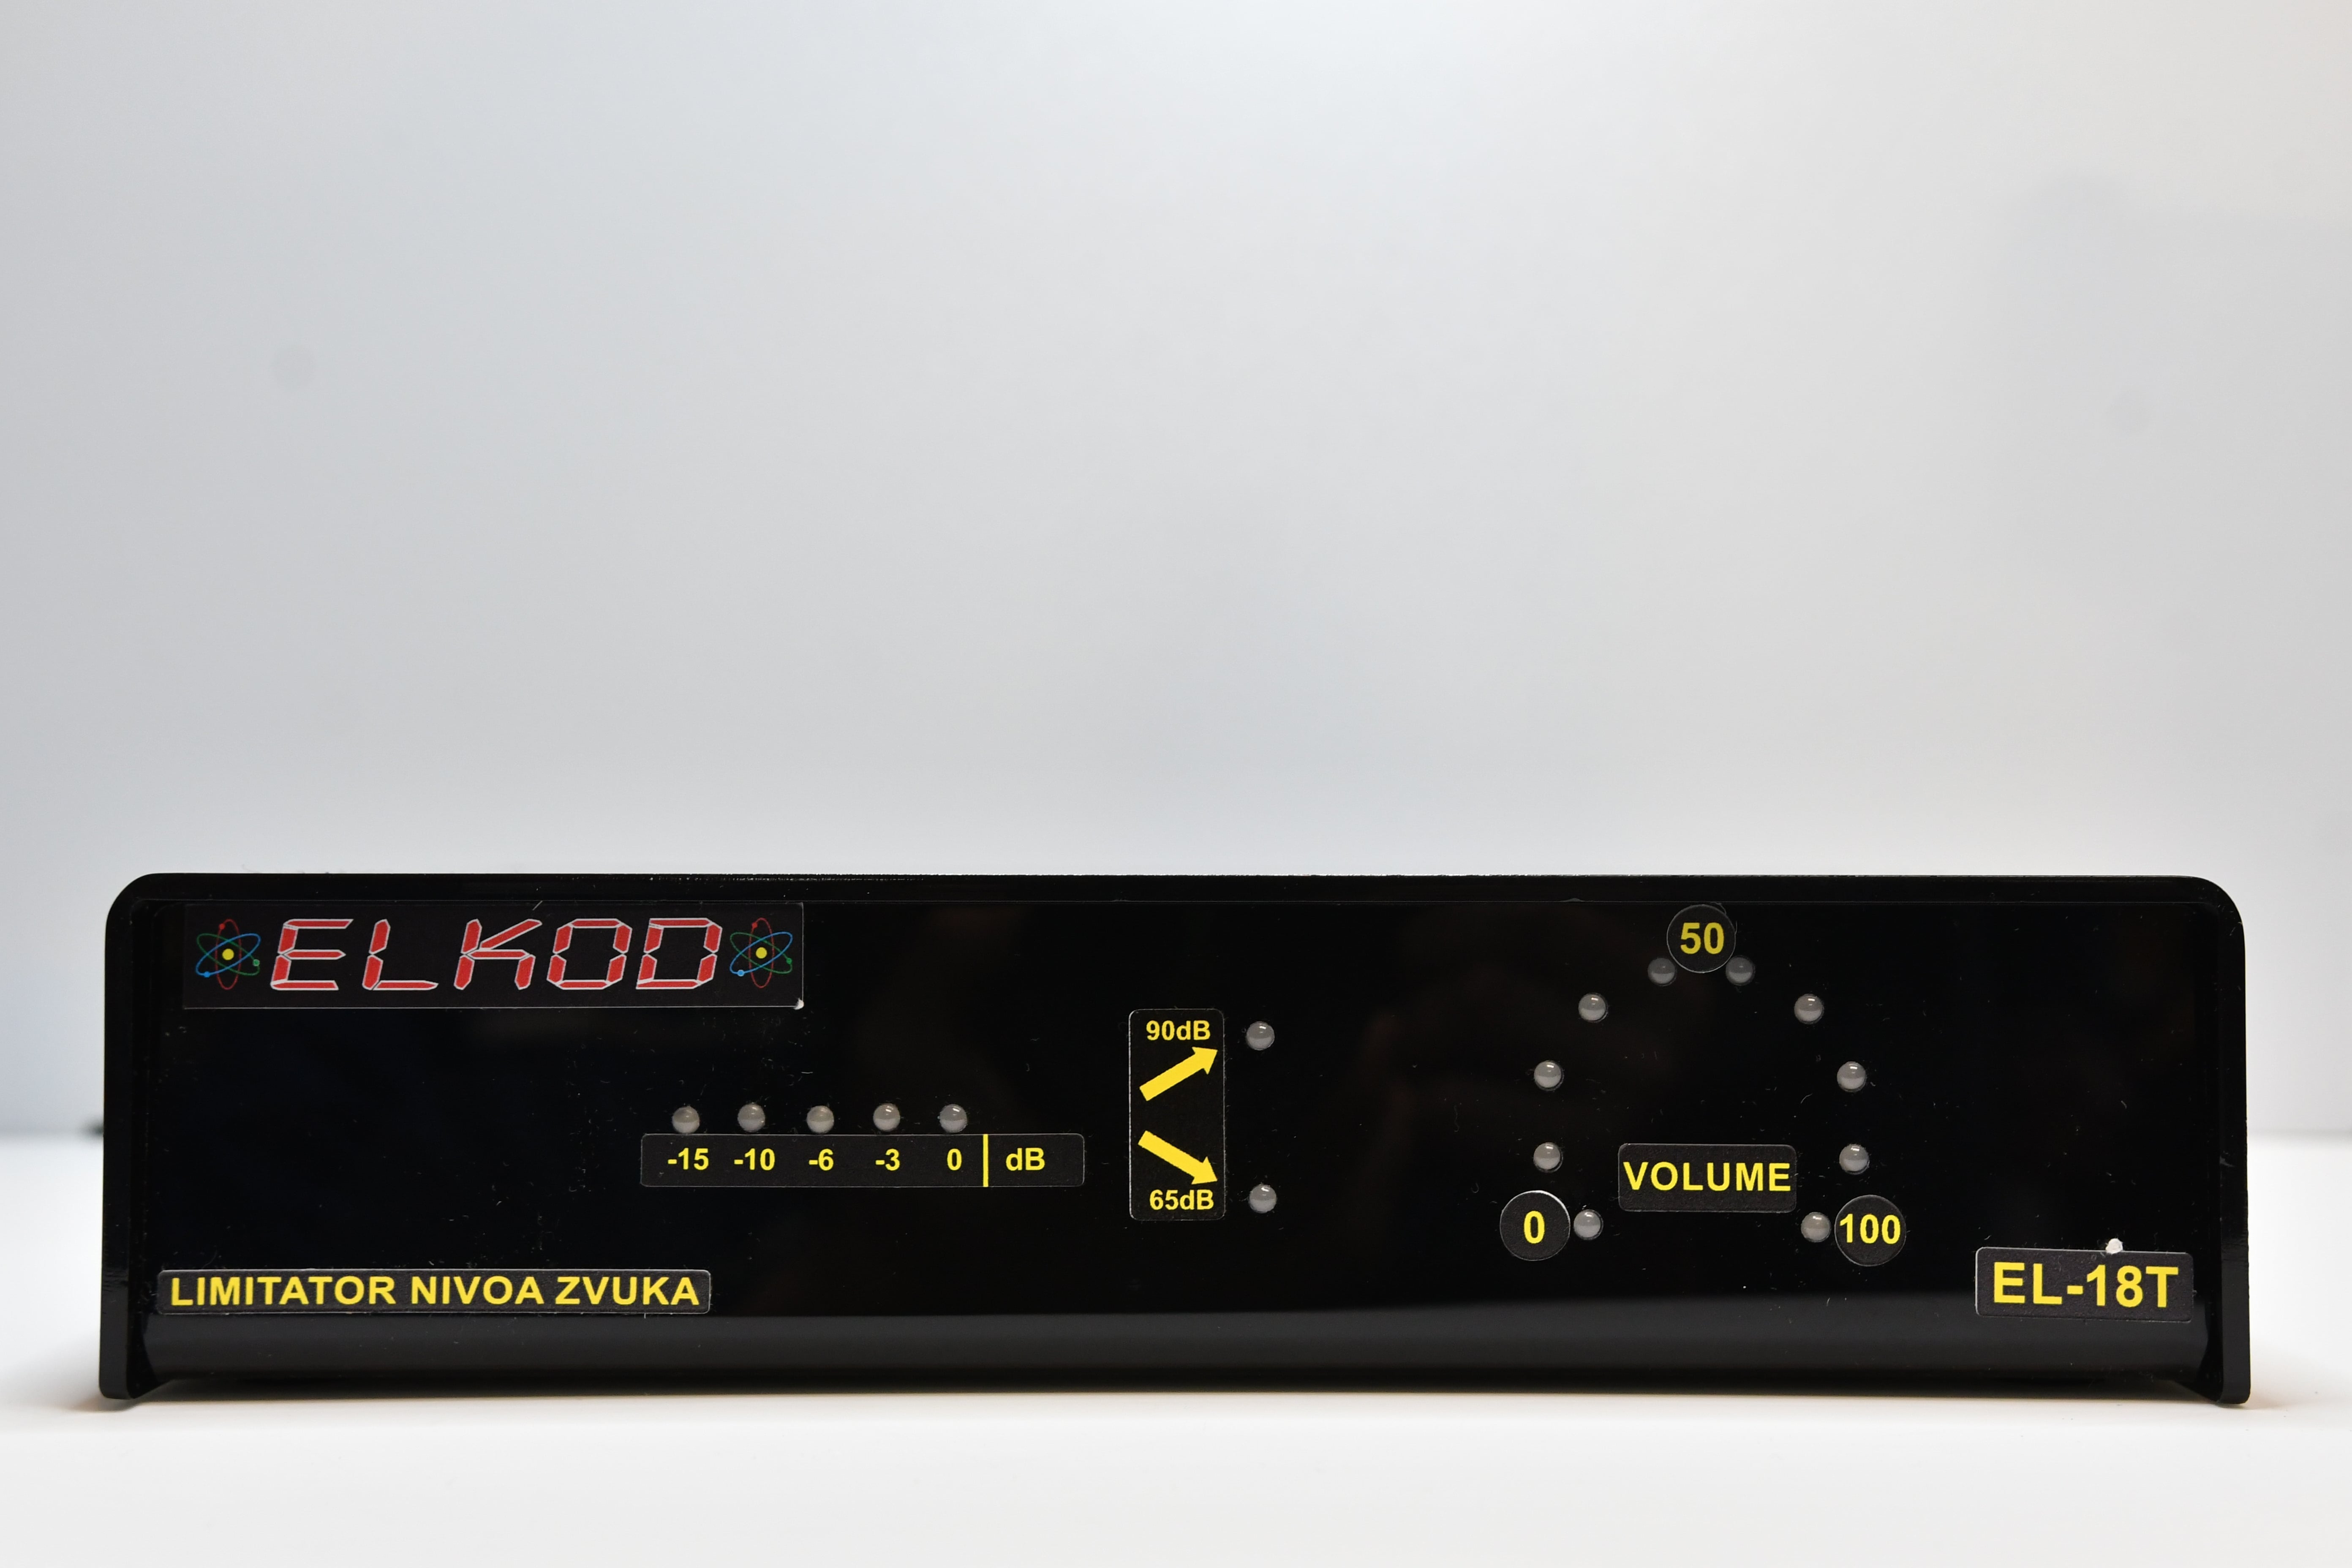 ELKOD
50
90dB
-15 -10 -6 -3 0 dB
65dB
VOLUME
0
100
LIMITATOR NIVOA ZVUKA
EL-18T